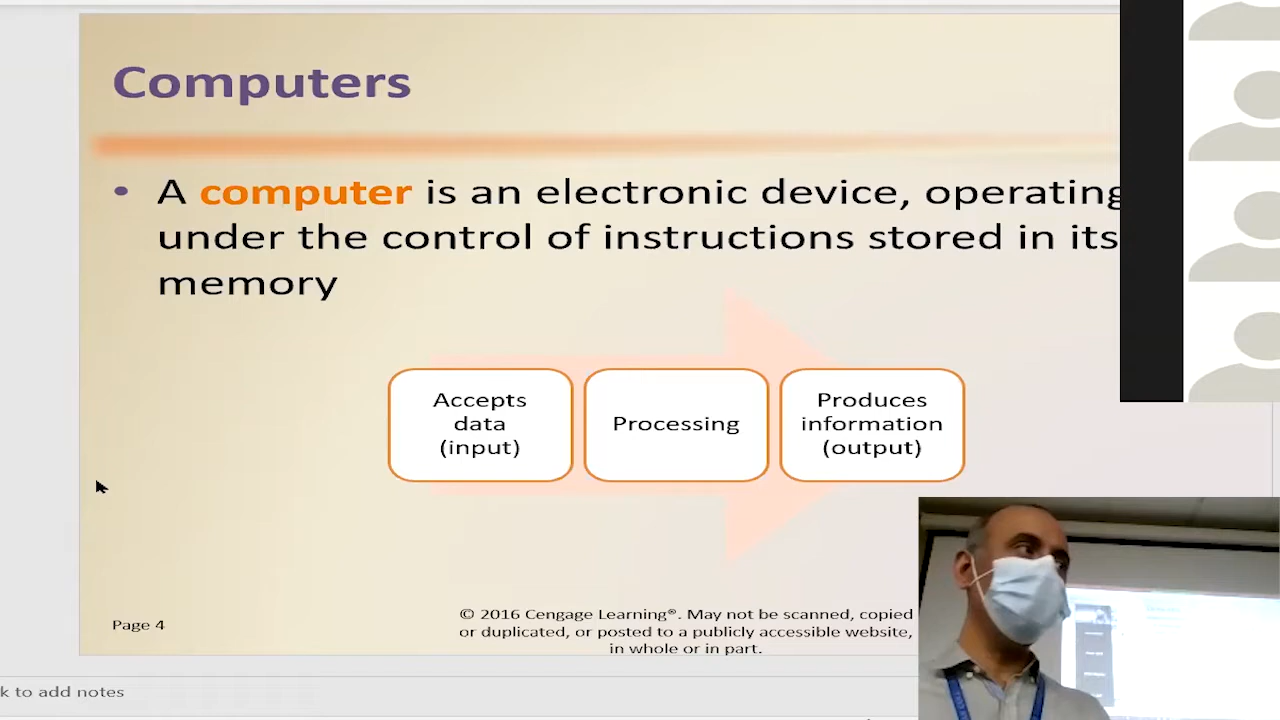 Computers
• A computer is an electronic device, operating
under the control of instructions stored in its
memory
Accepts
data
(input)
Processing
Produces
information
(output)
Page 4
© 2016 Cengage Learning®. May not be scanned, copied
or duplicated, or posted to a publicly accessible website,
in whole or in part.
k to add notes